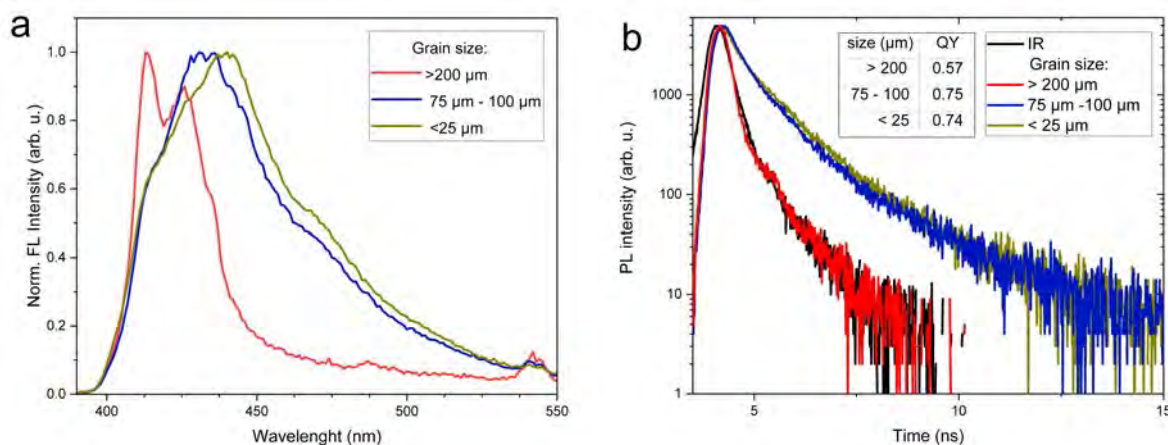 a
Norm. FL Intensity (arb. u.)
1.0
0.8
0.6
0.4
0.2
0.0
400
450
500
550
Wavelenght (nm)
Grain size:
>200 µm
75 µm - 100 µm
<25 µm
b
PL intensity (arb. u.)
1000
100
10
1
5
10
15
Time (ns)
size (µm) QY
> 200 0.57
75 - 100 0.75
< 25 0.74
IR
Grain size:
> 200 µm
75 µm -100 µm
< 25 µm